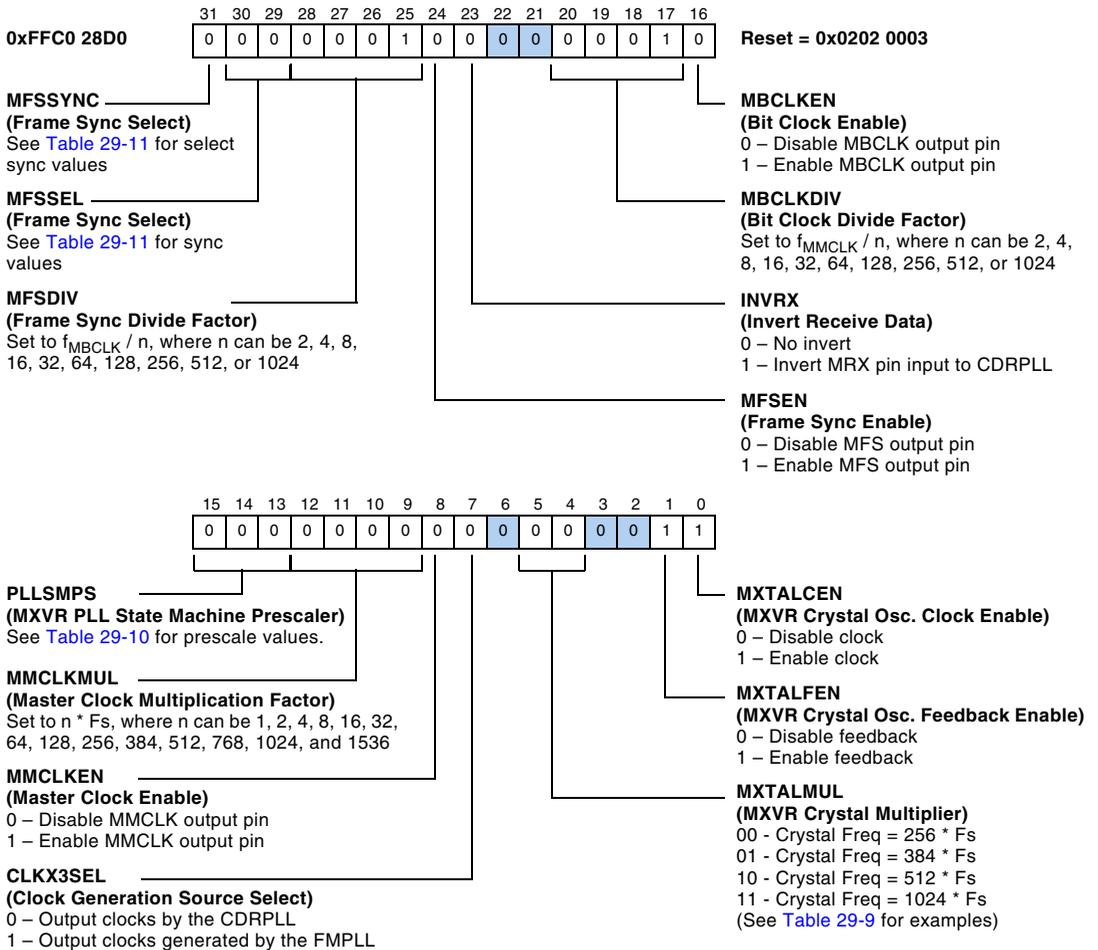 31 30 29 28 27 26 25 24 23 22 21 20 19 18 17 16
0xFFC0 28D0
0 0 0 0 0 0 1 0 0 0 0 0 0 0 1 0
Reset = 0x0202 0003
MFSSYNC
(Frame Sync Select)
See Table 29-11 for select
sync values
MFSSEL
(Frame Sync Select)
See Table 29-11 for sync
values
MFSDIV
(Frame Sync Divide Factor)
Set to fMBCLK / n, where n can be 2, 4, 8,
16, 32, 64, 128, 256, 512, or 1024
MBCLKEN
(Bit Clock Enable)
0 – Disable MBCLK output pin
1 – Enable MBCLK output pin
MBCLKDIV
(Bit Clock Divide Factor)
Set to fMMCLK / n, where n can be 2, 4,
8, 16, 32, 64, 128, 256, 512, or 1024
INVRX
(Invert Receive Data)
0 – No invert
1 – Invert MRX pin input to CDRPLL
MFSEN
(Frame Sync Enable)
0 – Disable MFS output pin
1 – Enable MFS output pin
15 14 13 12 11 10 9 8 7 6 5 4 3 2 1 0
0 0 0 0 0 0 0 0 0 0 0 0 0 0 1 1
PLLSMPS
(MXVR PLL State Machine Prescaler)
See Table 29-10 for prescale values.
MMCLKMUL
(Master Clock Multiplication Factor)
Set to n * Fs, where n can be 1, 2, 4, 8, 16, 32,
64, 128, 256, 384, 512, 768, 1024, and 1536
MMCLKEN
(Master Clock Enable)
0 – Disable MMCLK output pin
1 – Enable MMCLK output pin
CLKX3SEL
(Clock Generation Source Select)
0 – Output clocks by the CDRPLL
1 – Output clocks generated by the FMPLL
MXTALCEN
(MXVR Crystal Osc. Clock Enable)
0 – Disable clock
1 – Enable clock
MXTALFEN
(MXVR Crystal Osc. Feedback Enable)
0 – Disable feedback
1 – Enable feedback
MXTALMUL
(MXVR Crystal Multiplier)
00 - Crystal Freq = 256 * Fs
01 - Crystal Freq = 384 * Fs
10 - Crystal Freq = 512 * Fs
11 - Crystal Freq = 1024 * Fs
(See Table 29-9 for examples)